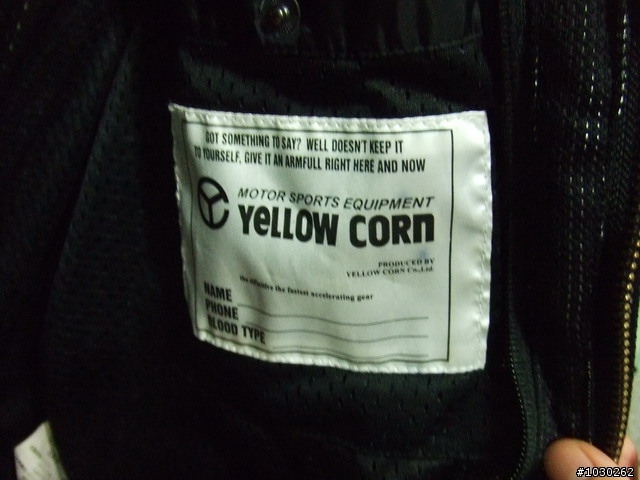 GOT SOMETHING TO SAY? WELL DOESN'T KEEP IT
TO YOURSELF, GIVE IT AN ARMFULL RIGHT HERE AND NOW
MOTOR SPORTS EQUIPMENT
YELLOW CORN
PRODUCED BY
YELLOW CORN Co.,Ltd.
the offensive the fastest accelerating gear
NAME
PHONE
BLOOD TYPE
#1030262